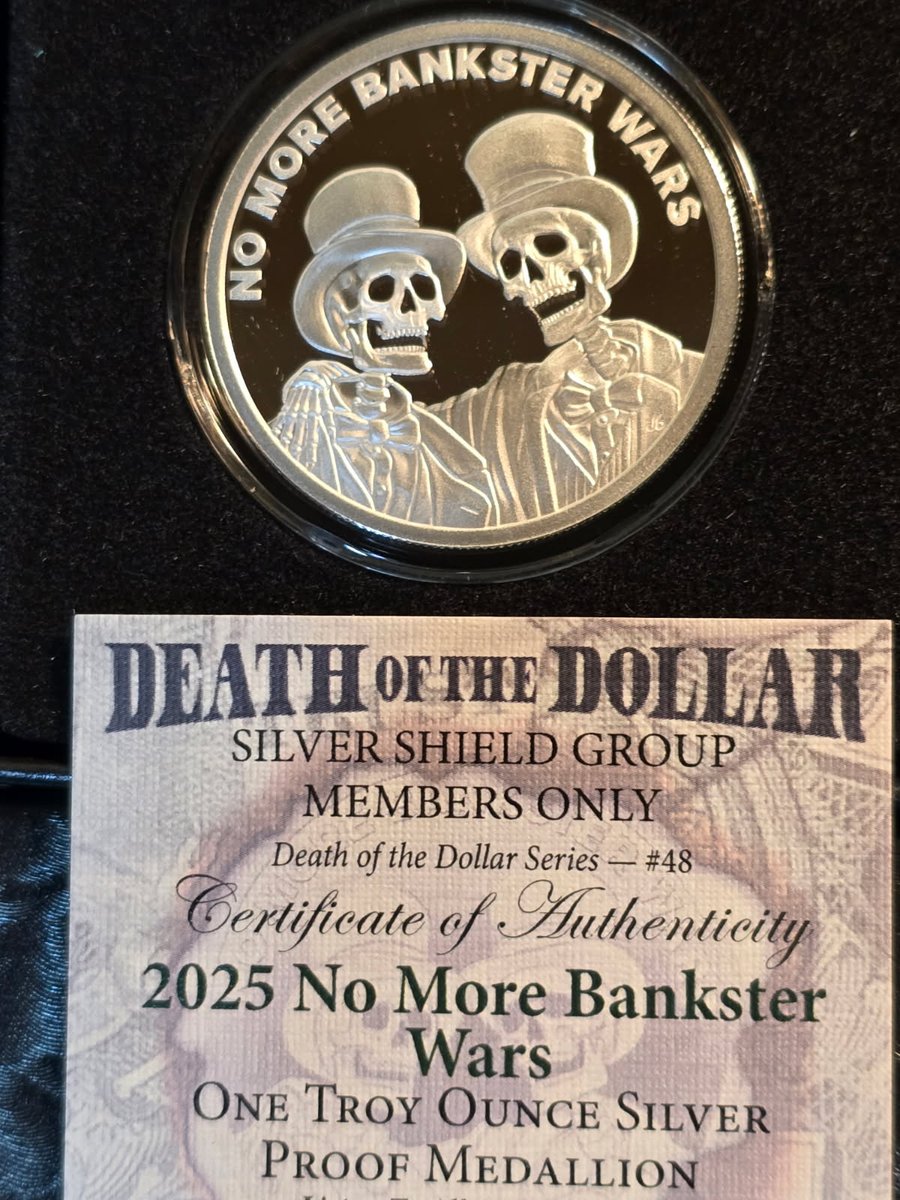 NO MORE BANKSTER WARS
JG
DEATH OF THE DOLLAR
SILVER SHIELD GROUP
MEMBERS ONLY
Death of the Dollar Series — #48
Certificate of Authenticity
2025 No More Bankster
Wars
ONE TROY OUNCE SILVER
PROOF MEDALLION